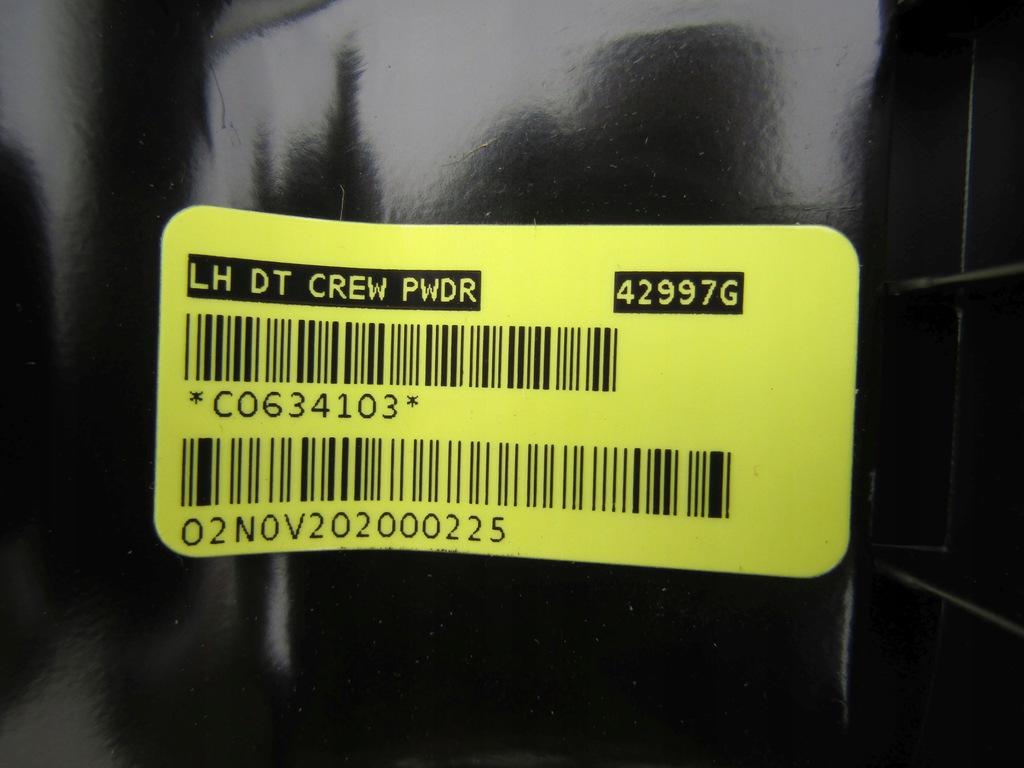 LH DT CREW PWDR 42997G
*C0634103*
02NOV202000225